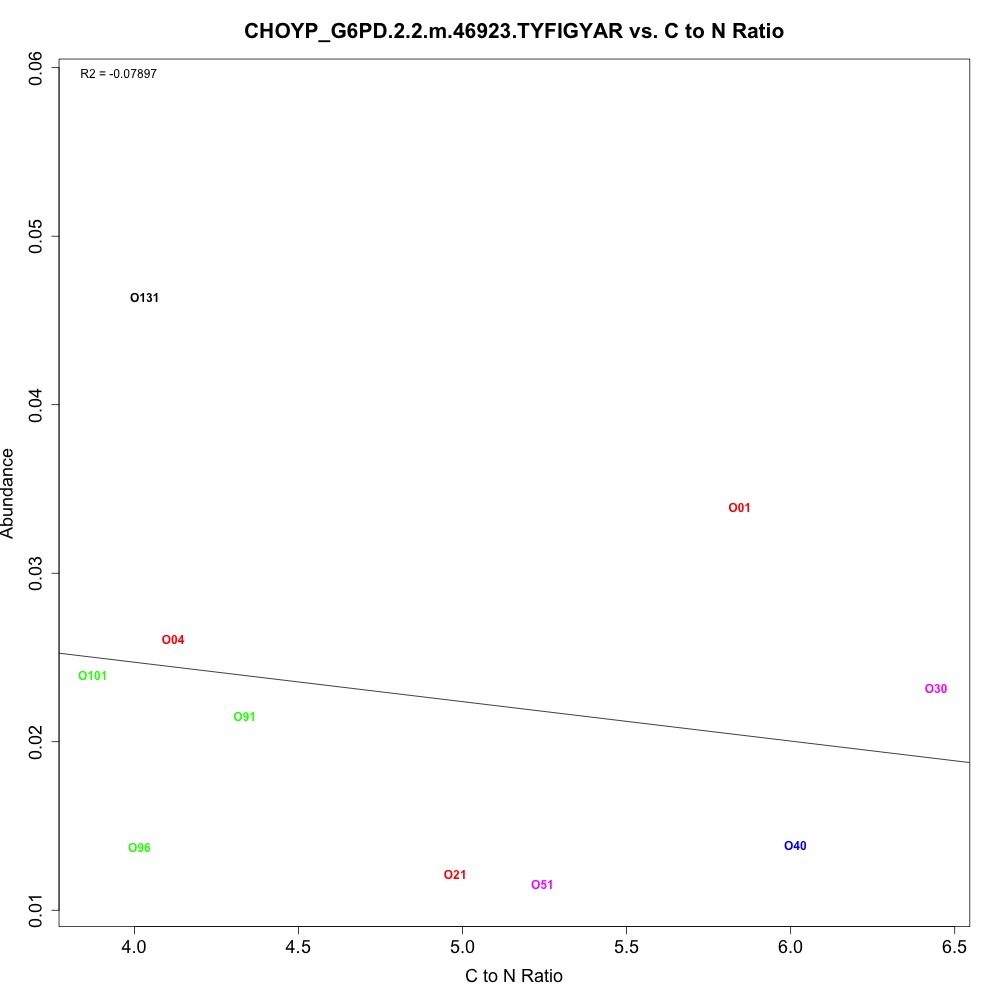 CHOYP_G6PD.2.2.m.46923.TYFIGYAR vs. C to N Ratio
R2 = -0.07897
0.06
0.05
O131
0.04
Abundance
O01
0.03
O04
O101
O30
O91
0.02
O40
O96
O21
O51
0.01
4.0 4.5 5.0 5.5 6.0 6.5
C to N Ratio